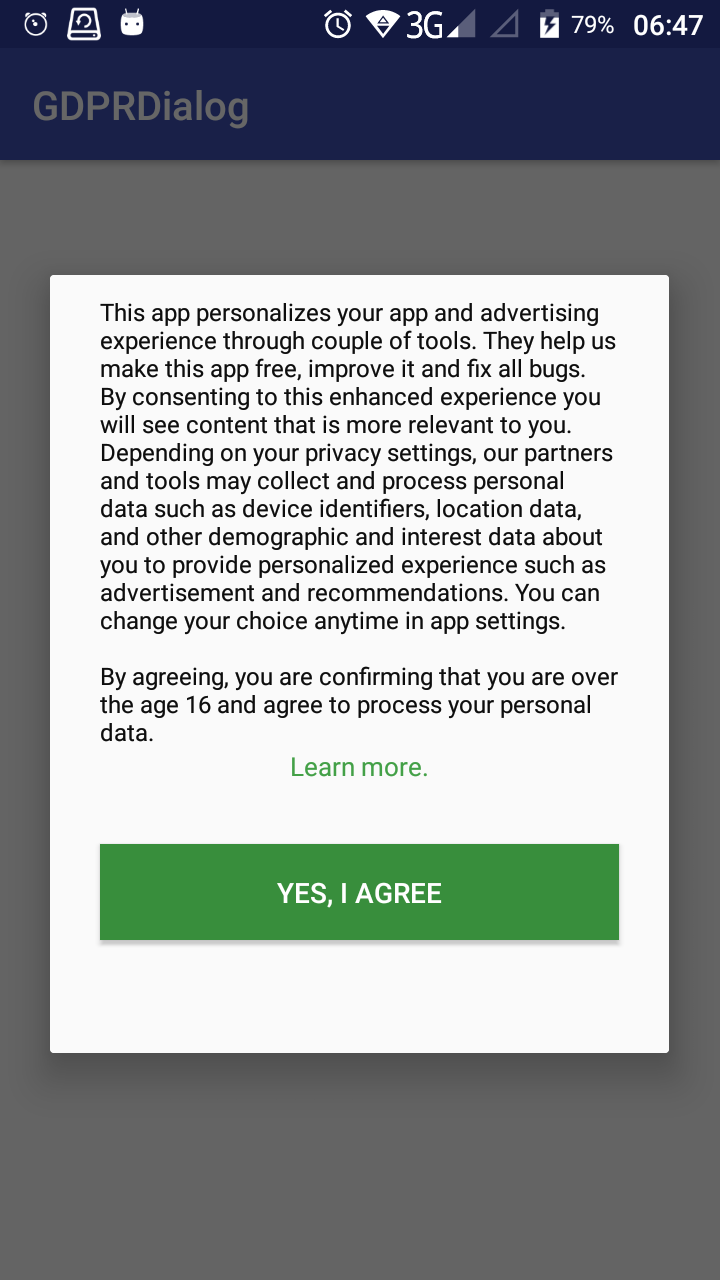 3G 79% 06:47
GDPRDialog
This app personalizes your app and advertising
experience through couple of tools. They help us
make this app free, improve it and fix all bugs.
By consenting to this enhanced experience you
will see content that is more relevant to you.
Depending on your privacy settings, our partners
and tools may collect and process personal
data such as device identifiers, location data,
and other demographic and interest data about
you to provide personalized experience such as
advertisement and recommendations. You can
change your choice anytime in app settings.
By agreeing, you are confirming that you are over
the age 16 and agree to process your personal
data.
Learn more.
YES, I AGREE